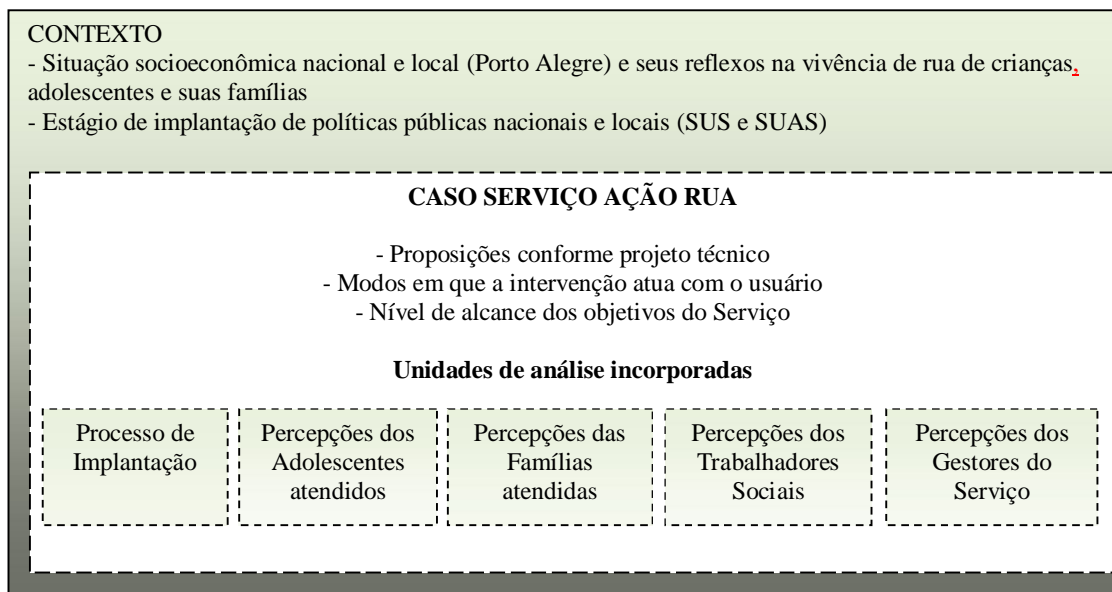 CONTEXTO
- Situação socioeconômica nacional e local (Porto Alegre) e seus reflexos na vivência de rua de crianças,
adolescentes e suas famílias
- Estágio de implantação de políticas públicas nacionais e locais (SUS e SUAS)
CASO SERVIÇO AÇÃO RUA
- Proposições conforme projeto técnico
- Modos em que a intervenção atua com o usuário
- Nível de alcance dos objetivos do Serviço
Unidades de análise incorporadas
Processo de
Implantação
Percepções dos
Adolescentes
atendidos
Percepções das
Famílias
atendidas
Percepções dos
Trabalhadores
Sociais
Percepções dos
Gestores do
Serviço